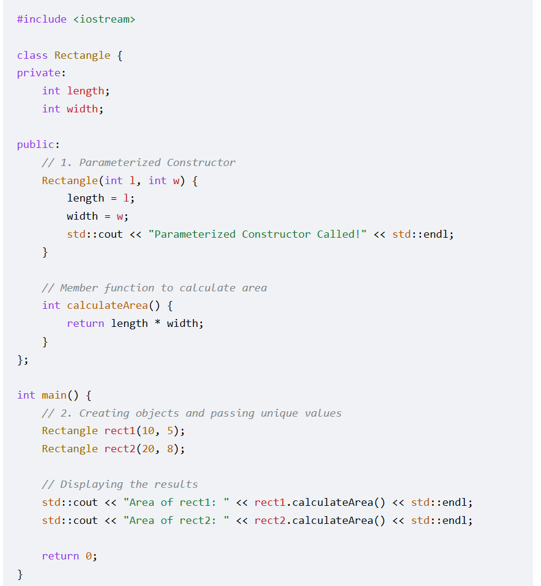 #include <iostream>

class Rectangle {
private:
    int length;
    int width;

public:
    // 1. Parameterized Constructor
    Rectangle(int l, int w) {
        length = l;
        width = w;
        std::cout << "Parameterized Constructor Called!" << std::endl;
    }

    // Member function to calculate area
    int calculateArea() {
        return length * width;
    }
};

int main() {
    // 2. Creating objects and passing unique values
    Rectangle rect1(10, 5);
    Rectangle rect2(20, 8);

    // Displaying the results
    std::cout << "Area of rect1: " << rect1.calculateArea() << std::endl;
    std::cout << "Area of rect2: " << rect2.calculateArea() << std::endl;

    return 0;
}